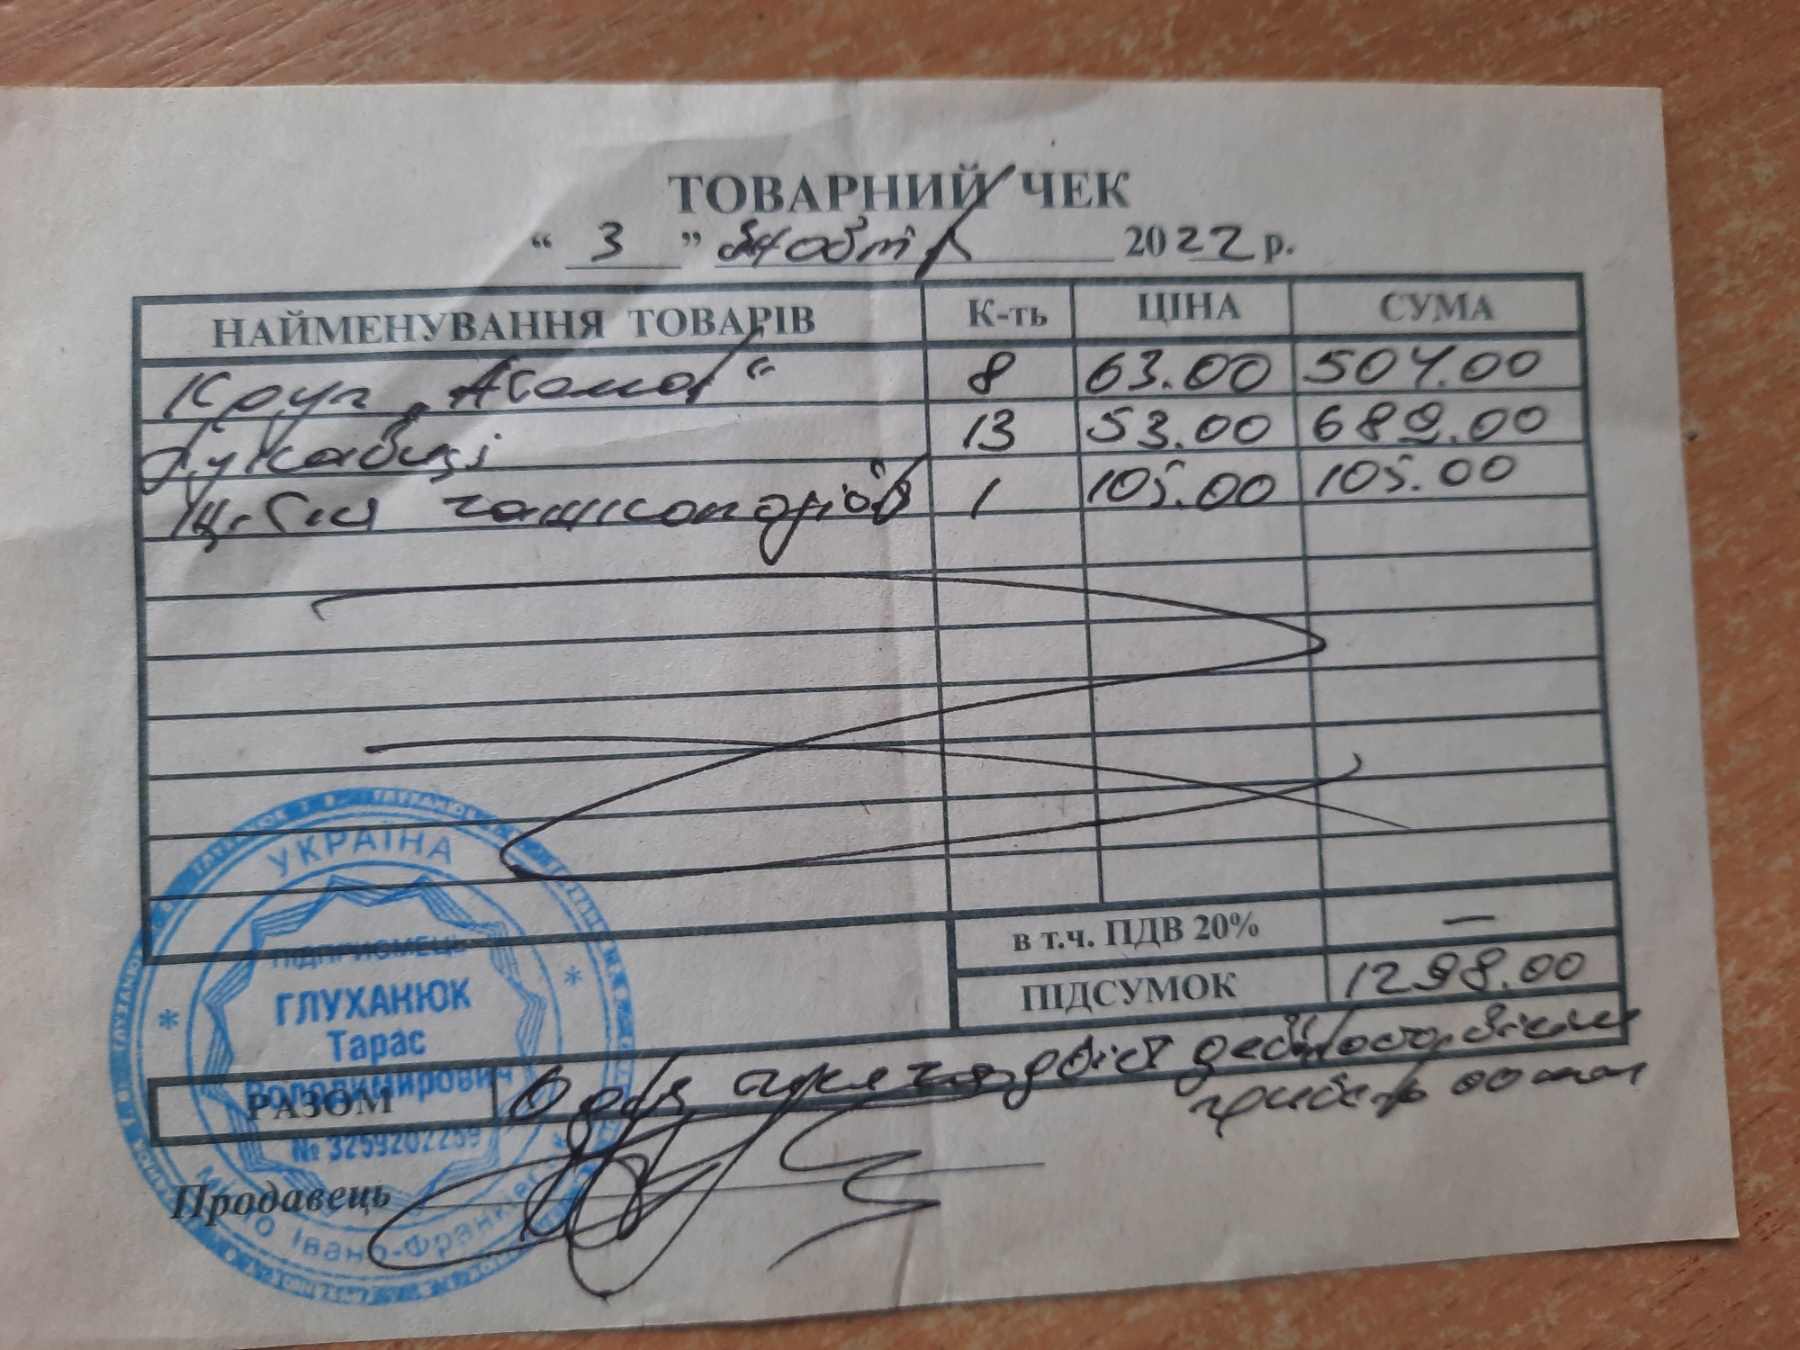 ТОВАРНИЙ ЧЕК
“ 3 ” жовтня 2022 р.
НАЙМЕНУВАННЯ ТОВАРІВ К-ть ЦІНА СУМА
Круг „Атома“ 8 63.00 504.00
Рукавиці 13 53.00 689.00
Щітка 1 105.00 105.00
в т.ч. ПДВ 20% —
ПІДСУМОК 1298.00
РАЗОМ Одна тисяча двісті дев'яносто вісім
гривень 00 коп
Продавець
УКРАЇНА
ПІДПРИЄМЕЦЬ
ГЛУХАНЮК
Тарас
Володимирович
№ 3259202259
місто Івано-Франківськ